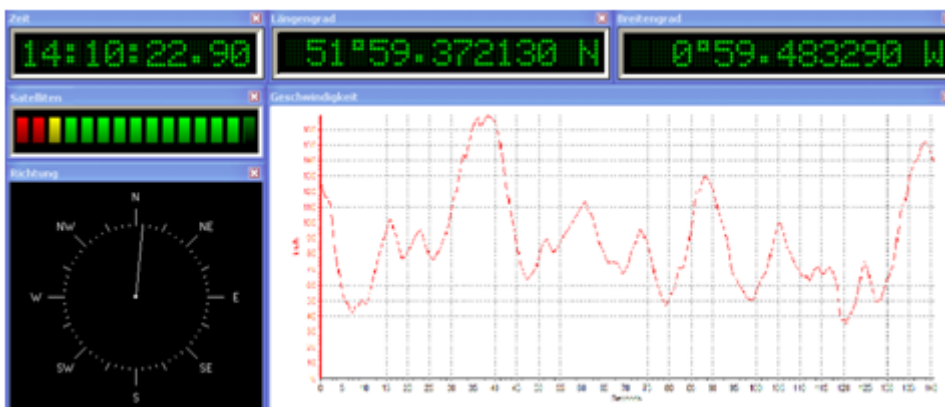 Zeit
14:10:22.90
Längengrad
51°59.372130 N
Breitengrad
0°59.483290 W
Satelliten
Geschwindigkeit
Richtung
N
NW
NE
W
E
SW
SE
S
0 5 10 15 20 25 30 35 40 45 50 55 60 65 70 75 80 85 90 95 100 105 110 115 120 125 130 135 140